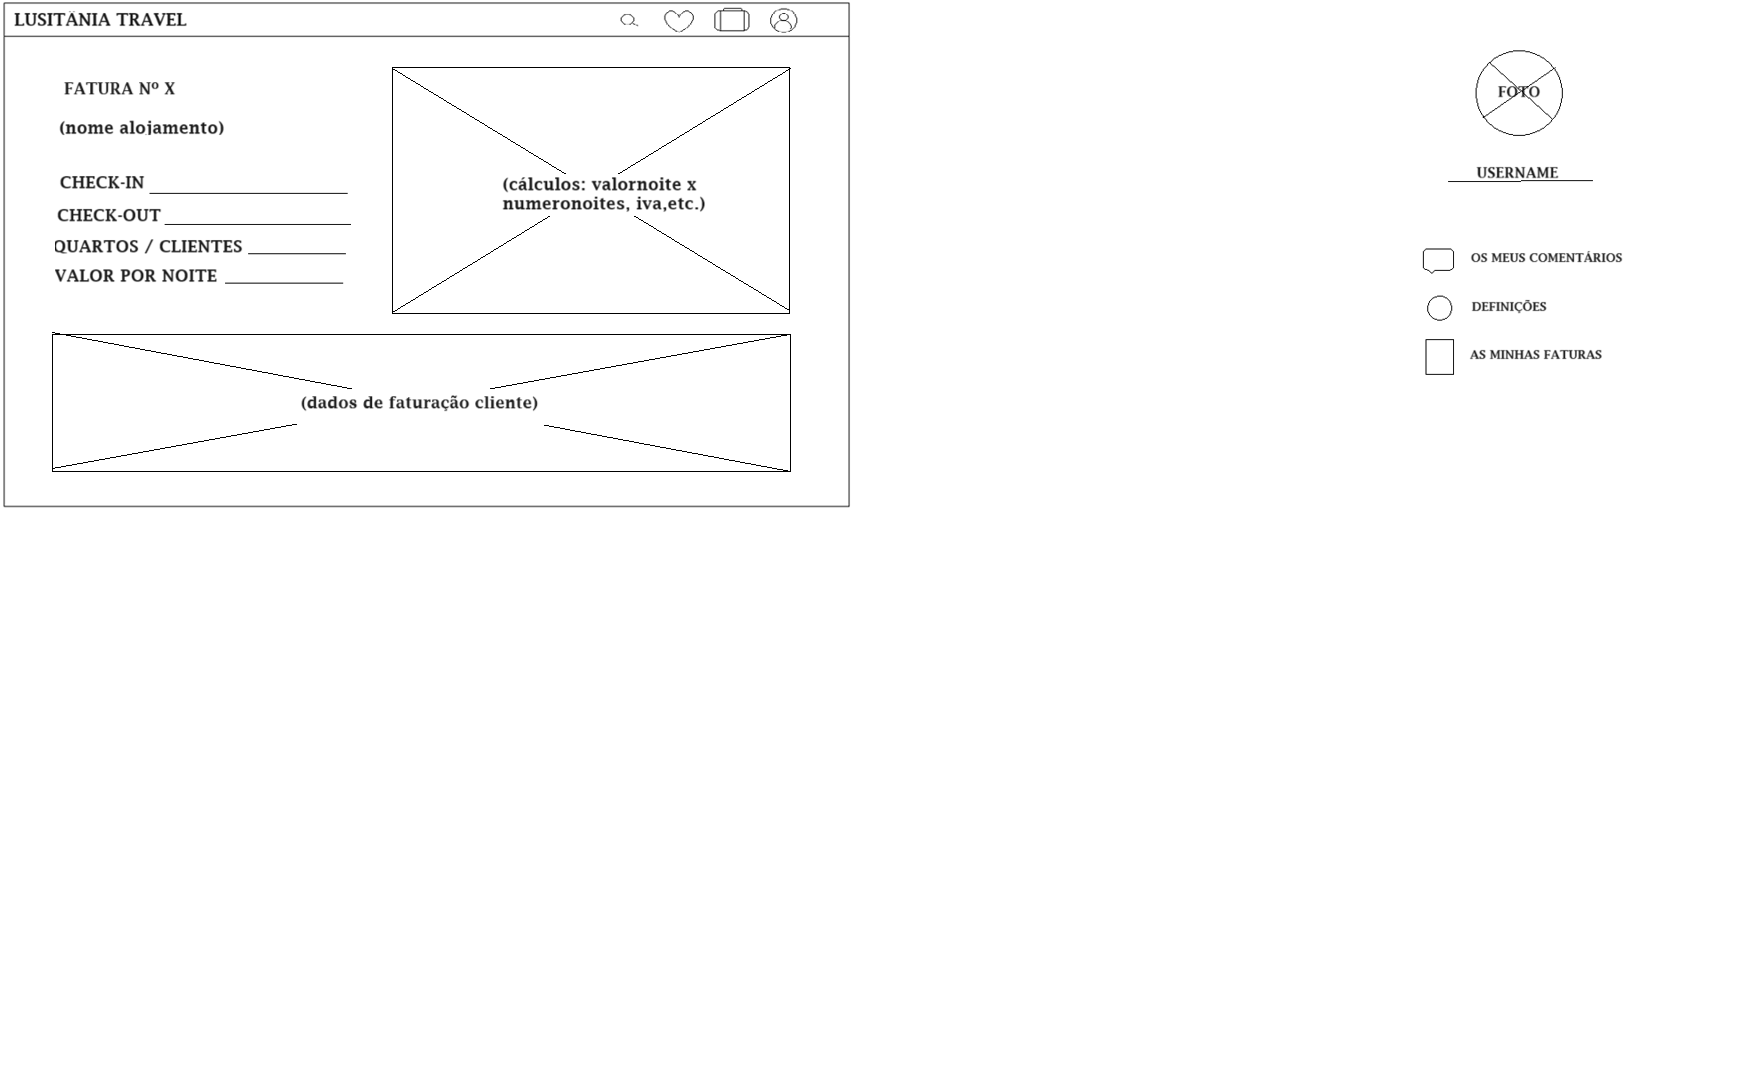 LUSITÂNIA TRAVEL
FATURA Nº X
(nome alojamento)
CHECK-IN
CHECK-OUT
QUARTOS / CLIENTES
VALOR POR NOITE
(cálculos: valornoite x
numeronoites, iva,etc.)
(dados de faturação cliente)
FOTO
USERNAME
OS MEUS COMENTÁRIOS
DEFINIÇÕES
AS MINHAS FATURAS